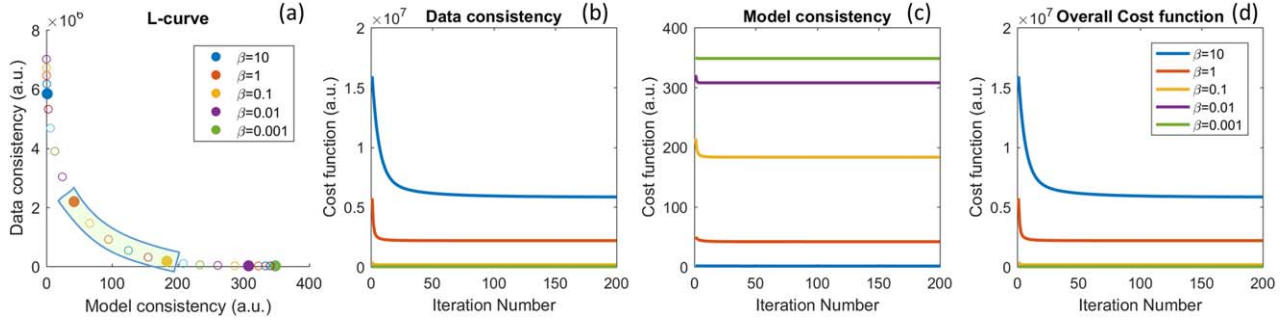 L-curve
(a)
×10⁶
8
6
4
2
0
0
100
200
300
400
Data consistency (a.u.)
Model consistency (a.u.)
β=10
β=1
β=0.1
β=0.01
β=0.001
Data consistency
(b)
×10⁷
2
1.5
1
0.5
0
0
50
100
150
200
Cost function (a.u.)
Iteration Number
Model consistency
(c)
400
300
200
100
0
0
50
100
150
200
Cost function (a.u.)
Iteration Number
Overall Cost function
(d)
×10⁷
2
1.5
1
0.5
0
0
50
100
150
200
Cost function (a.u.)
Iteration Number
β=10
β=1
β=0.1
β=0.01
β=0.001